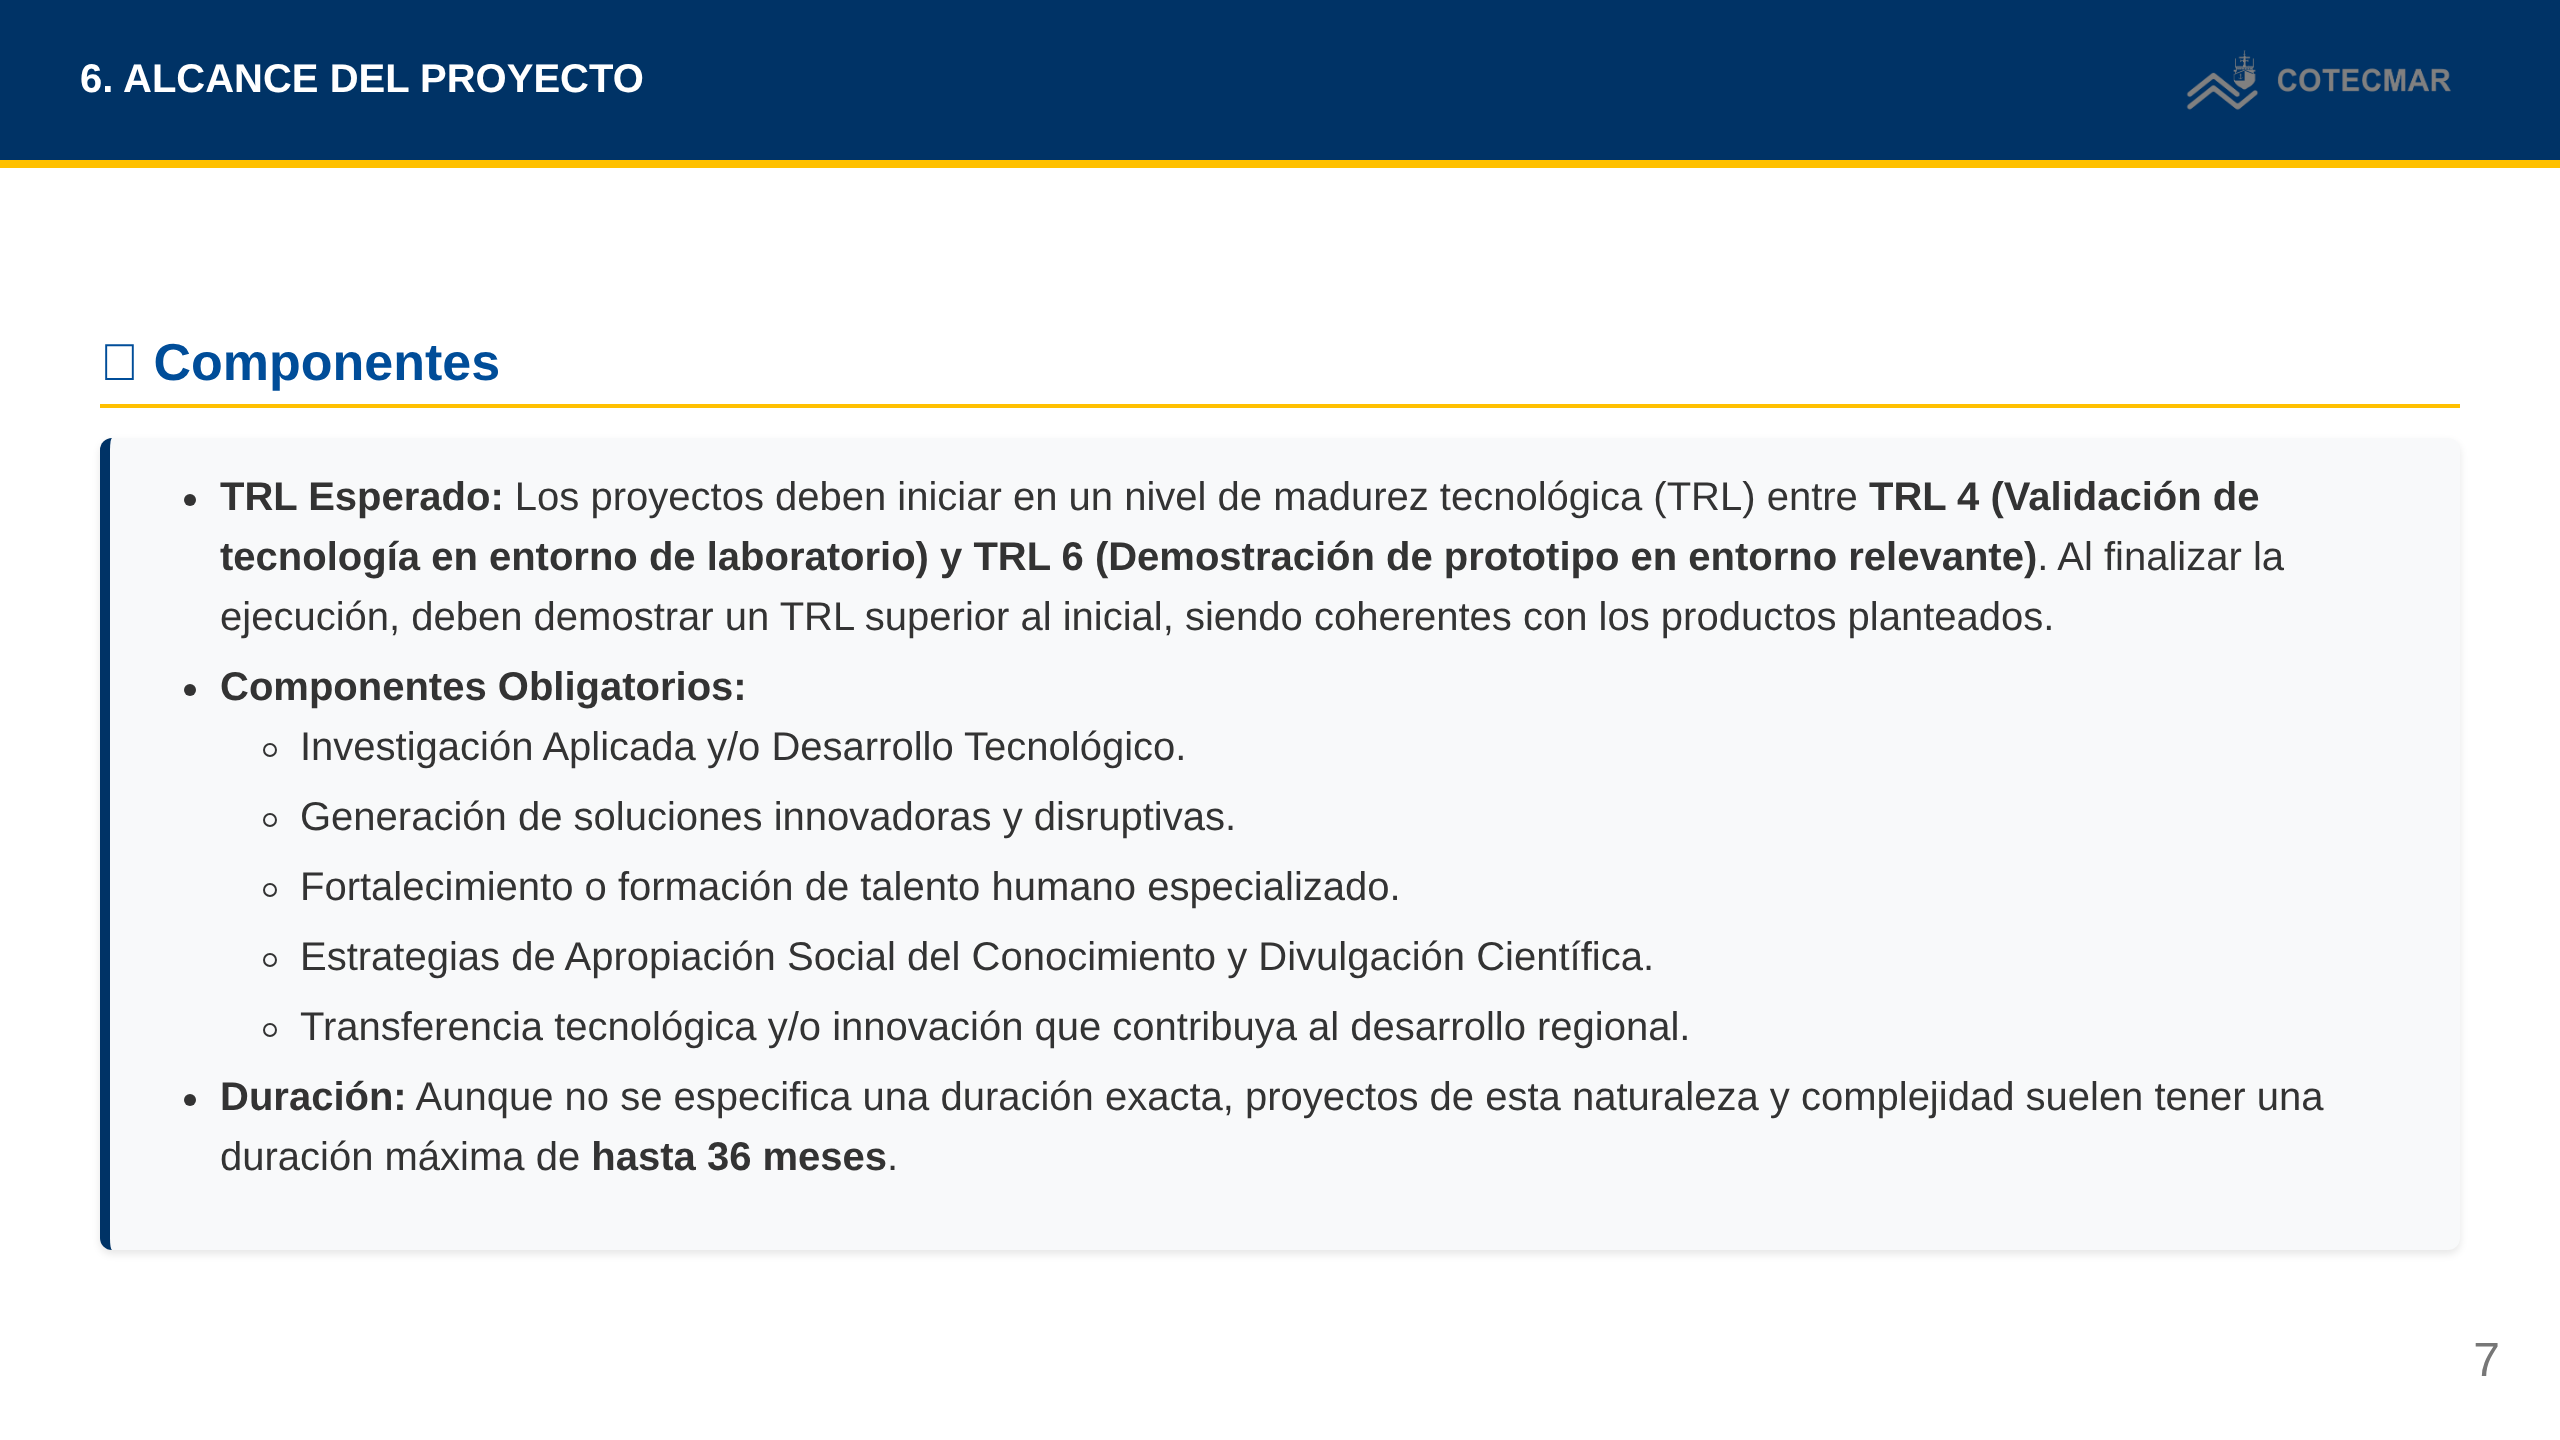 6. ALCANCE DEL PROYECTO
COTECMAR
Componentes
• TRL Esperado: Los proyectos deben iniciar en un nivel de madurez tecnológica (TRL) entre TRL 4 (Validación de
tecnología en entorno de laboratorio) y TRL 6 (Demostración de prototipo en entorno relevante). Al finalizar la
ejecución, deben demostrar un TRL superior al inicial, siendo coherentes con los productos planteados.
• Componentes Obligatorios:
◦ Investigación Aplicada y/o Desarrollo Tecnológico.
◦ Generación de soluciones innovadoras y disruptivas.
◦ Fortalecimiento o formación de talento humano especializado.
◦ Estrategias de Apropiación Social del Conocimiento y Divulgación Científica.
◦ Transferencia tecnológica y/o innovación que contribuya al desarrollo regional.
• Duración: Aunque no se especifica una duración exacta, proyectos de esta naturaleza y complejidad suelen tener una
duración máxima de hasta 36 meses.
7